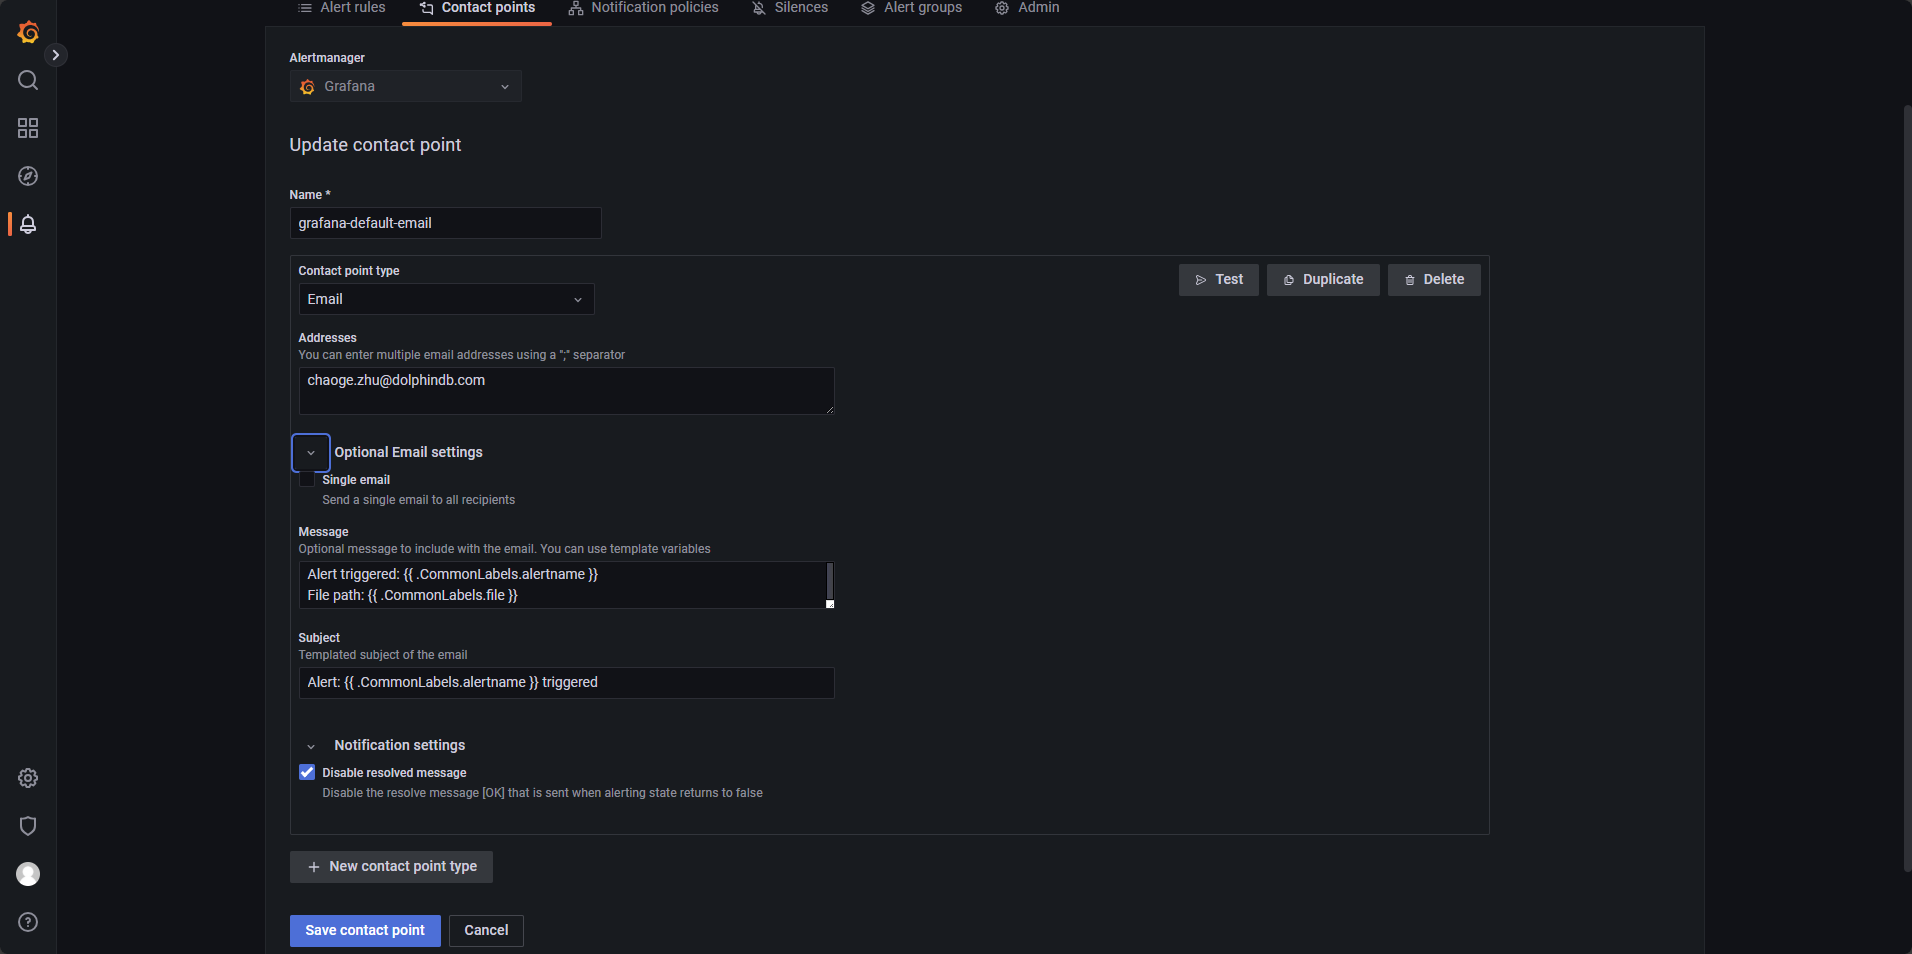 Alert rules
Contact points
Notification policies
Silences
Alert groups
Admin
Alertmanager
Grafana
Update contact point
Name *
grafana-default-email
Contact point type
Email
Test
Duplicate
Delete
Addresses
You can enter multiple email addresses using a ";" separator
chaoge.zhu@dolphindb.com
Optional Email settings
Single email
Send a single email to all recipients
Message
Optional message to include with the email. You can use template variables
Alert triggered: {{ .CommonLabels.alertname }}
File path: {{ .CommonLabels.file }}
Subject
Templated subject of the email
Alert: {{ .CommonLabels.alertname }} triggered
Notification settings
Disable resolved message
Disable the resolve message [OK] that is sent when alerting state returns to false
New contact point type
Save contact point
Cancel